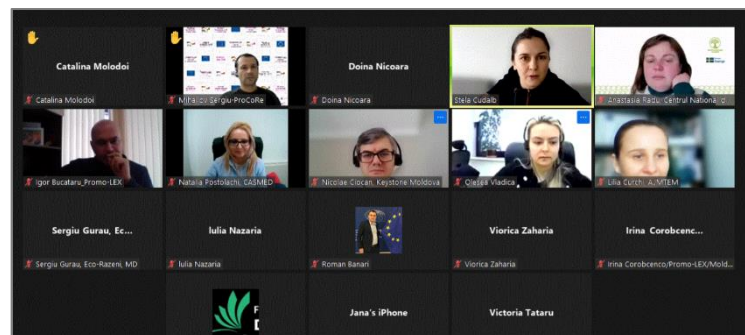 Catalina Molodoi
Catalina Molodoi
Mihailov Sergiu-ProCoRe
Doina Nicoara
Doina Nicoara
Stela Cudalb
Anastasia Radu, Centrul National d
Igor Bucataru_Promo-LEX
Natalia Postolachi, CASMED
Nicolae Ciocan, Keystone Moldova
Olesea Vladica
Lilia Curchi, AJMTEM
Sergiu Gurau, Ec...
Sergiu Gurau, Eco-Razeni, MD
Iulia Nazaria
Iulia Nazaria
Roman Banari
Viorica Zaharia
Viorica Zaharia
Irina Corobcenc...
Irina Corobcenco/Promo-LEX/Mold...
Jana's iPhone
Victoria Tataru